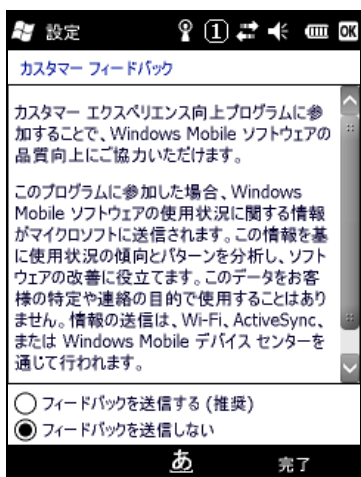 設定 1 OK
カスタマー フィードバック
カスタマー エクスペリエンス向上プログラムに参
加することで、Windows Mobile ソフトウェアの
品質向上にご協力いただけます。
このプログラムに参加した場合、Windows
Mobile ソフトウェアの使用状況に関する情報
がマイクロソフトに送信されます。この情報を基
に使用状況の傾向とパターンを分析し、ソフト
ウェアの改善に役立てます。このデータをお客
様の特定や連絡の目的で使用することはあり
ません。情報の送信は、Wi-Fi、ActiveSync、
または Windows Mobile デバイス センターを
通じて行われます。
フィードバックを送信する (推奨)
フィードバックを送信しない
あ 完了